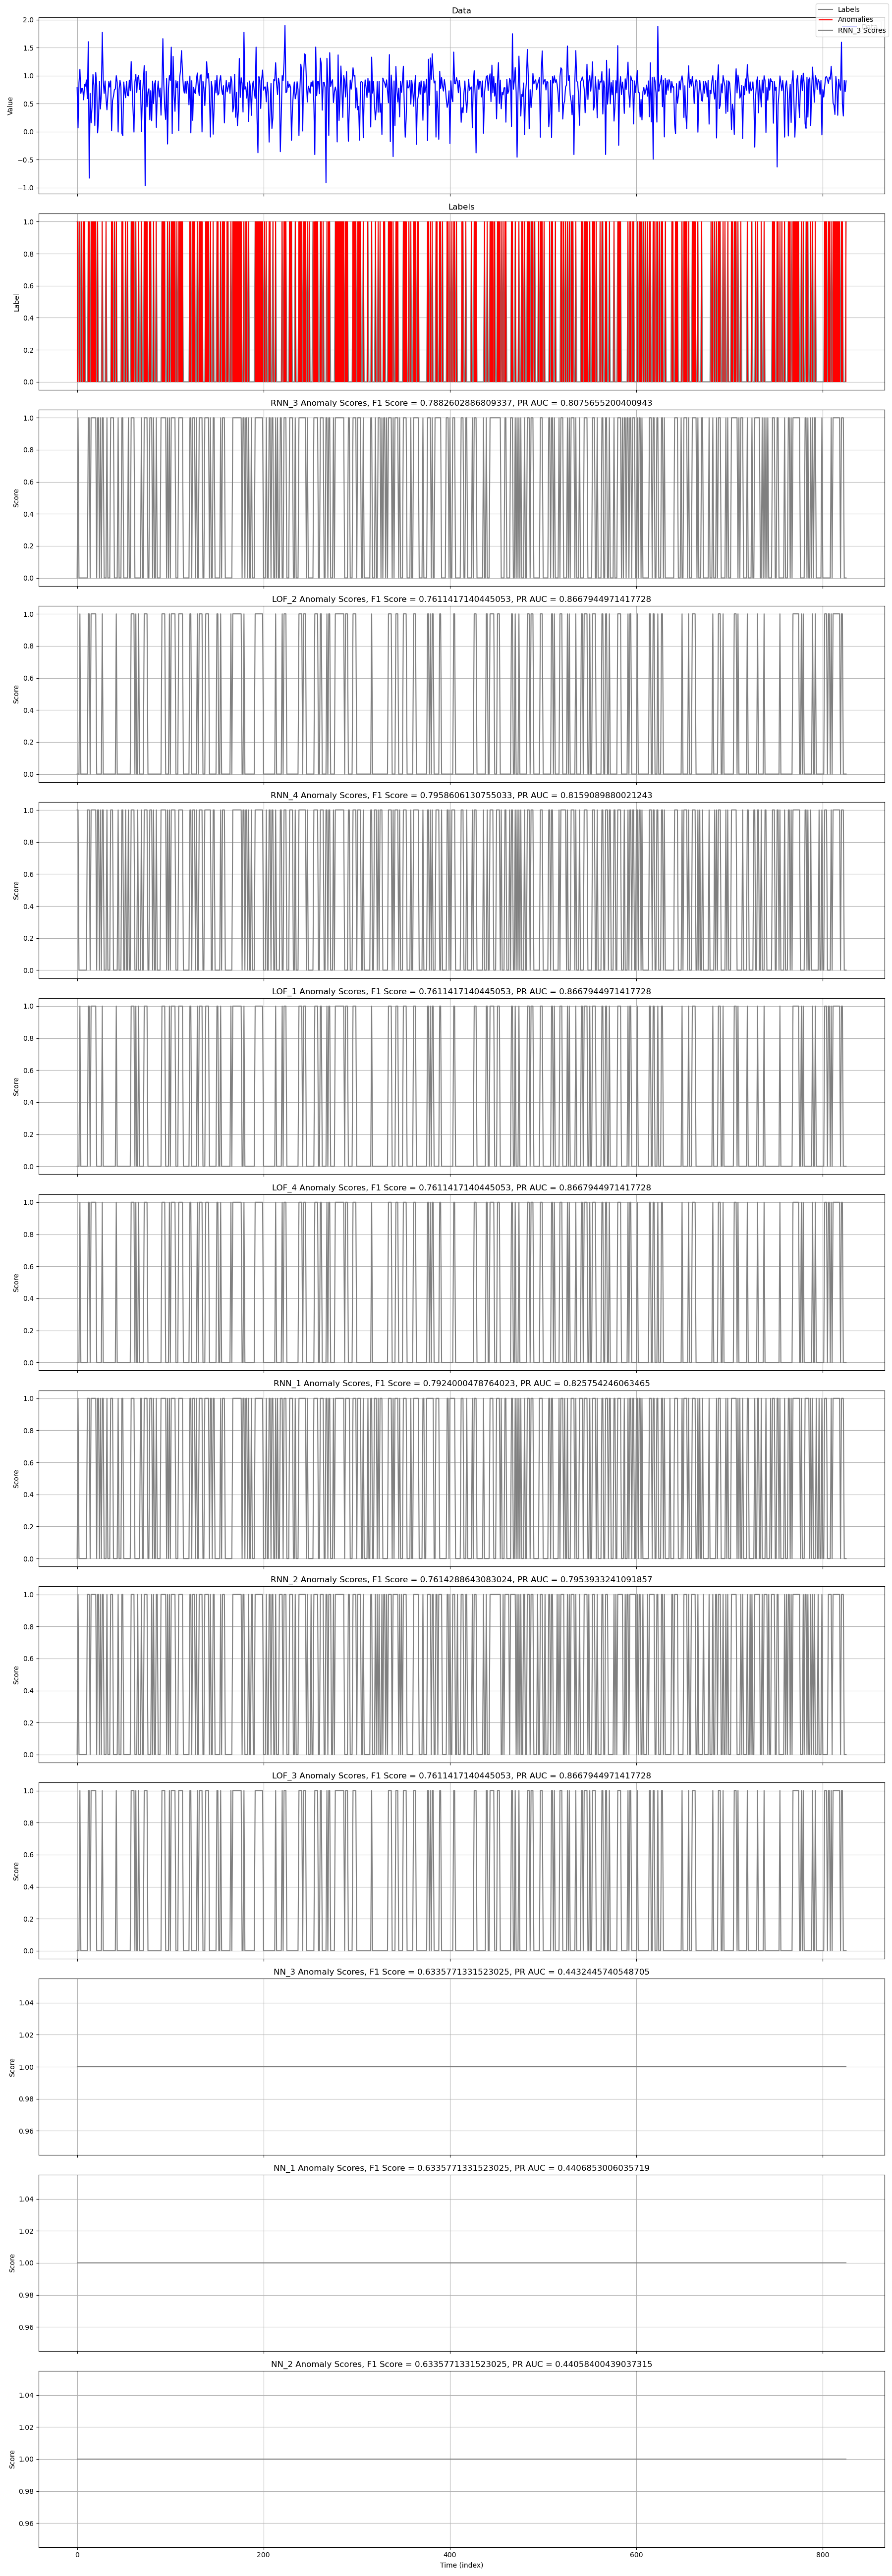 Data
Labels
Anomalies
RNN_3 Scores
2.0
1.5
1.0
0.5
0.0
−0.5
−1.0
Value
Labels
1.0
0.8
0.6
0.4
0.2
0.0
Label
RNN_3 Anomaly Scores, F1 Score = 0.7882602886809337, PR AUC = 0.8075655200400943
1.0
0.8
0.6
0.4
0.2
0.0
Score
LOF_2 Anomaly Scores, F1 Score = 0.7611417140445053, PR AUC = 0.8667944971417728
1.0
0.8
0.6
0.4
0.2
0.0
Score
RNN_4 Anomaly Scores, F1 Score = 0.7958606130755033, PR AUC = 0.8159089880021243
1.0
0.8
0.6
0.4
0.2
0.0
Score
LOF_1 Anomaly Scores, F1 Score = 0.7611417140445053, PR AUC = 0.8667944971417728
1.0
0.8
0.6
0.4
0.2
0.0
Score
LOF_4 Anomaly Scores, F1 Score = 0.7611417140445053, PR AUC = 0.8667944971417728
1.0
0.8
0.6
0.4
0.2
0.0
Score
RNN_1 Anomaly Scores, F1 Score = 0.7924000478764023, PR AUC = 0.825754246063465
1.0
0.8
0.6
0.4
0.2
0.0
Score
RNN_2 Anomaly Scores, F1 Score = 0.7614288643083024, PR AUC = 0.7953933241091857
1.0
0.8
0.6
0.4
0.2
0.0
Score
LOF_3 Anomaly Scores, F1 Score = 0.7611417140445053, PR AUC = 0.8667944971417728
1.0
0.8
0.6
0.4
0.2
0.0
Score
NN_3 Anomaly Scores, F1 Score = 0.6335771331523025, PR AUC = 0.4432445740548705
1.04
1.02
1.00
0.98
0.96
Score
NN_1 Anomaly Scores, F1 Score = 0.6335771331523025, PR AUC = 0.4406853006035719
1.04
1.02
1.00
0.98
0.96
Score
NN_2 Anomaly Scores, F1 Score = 0.6335771331523025, PR AUC = 0.44058400439037315
1.04
1.02
1.00
0.98
0.96
Score
0
200
400
600
800
Time (index)